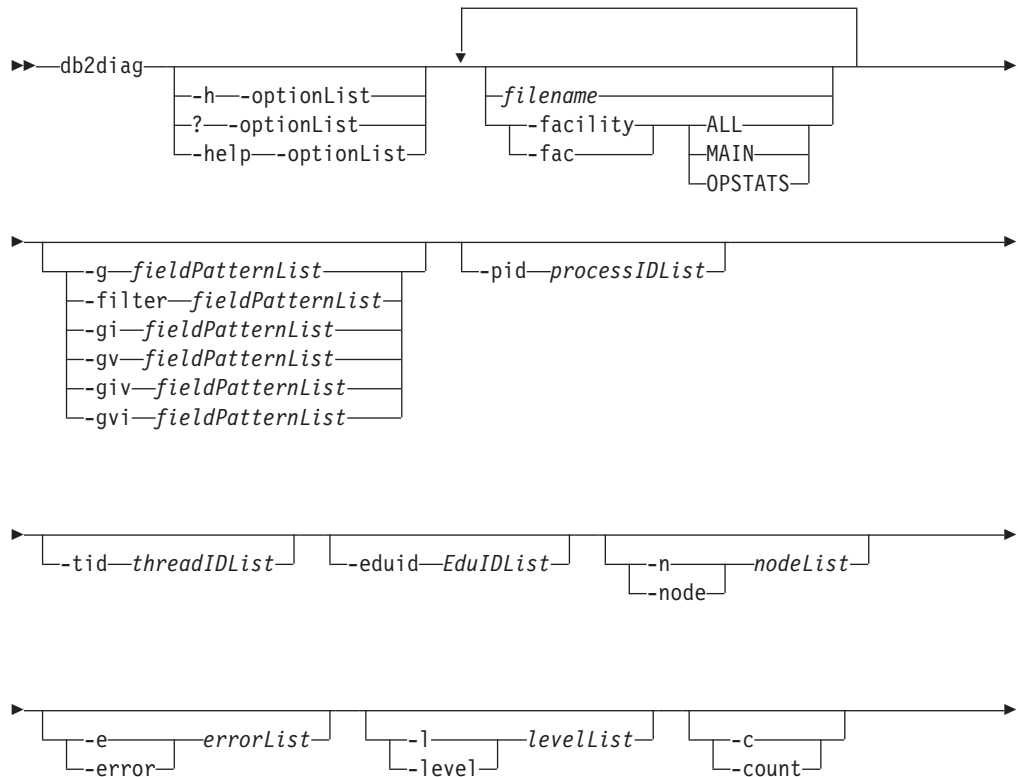 db2diag
-h -optionList
? -optionList
-help -optionList
filename
-facility ALL
-fac MAIN
OPSTATS
-g fieldPatternList -pid processIDList
-filter fieldPatternList
-gi fieldPatternList
-gv fieldPatternList
-giv fieldPatternList
-gvi fieldPatternList
-tid threadIDList -eduid EduIDList -n nodeList
-node
-e errorList -l levelList -c
-error -level -count